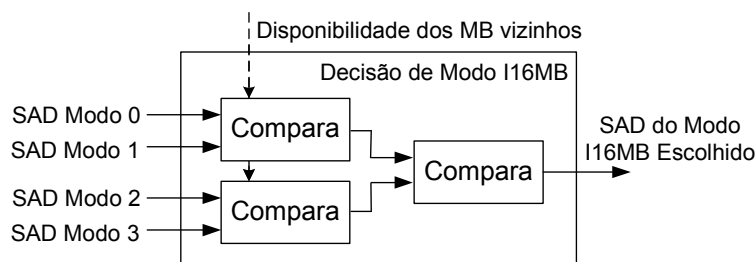 Disponibilidade dos MB vizinhos
Decisão de Modo I16MB
SAD Modo 0
SAD Modo 1
SAD Modo 2
SAD Modo 3
Compara
Compara
Compara
SAD do Modo
I16MB Escolhido